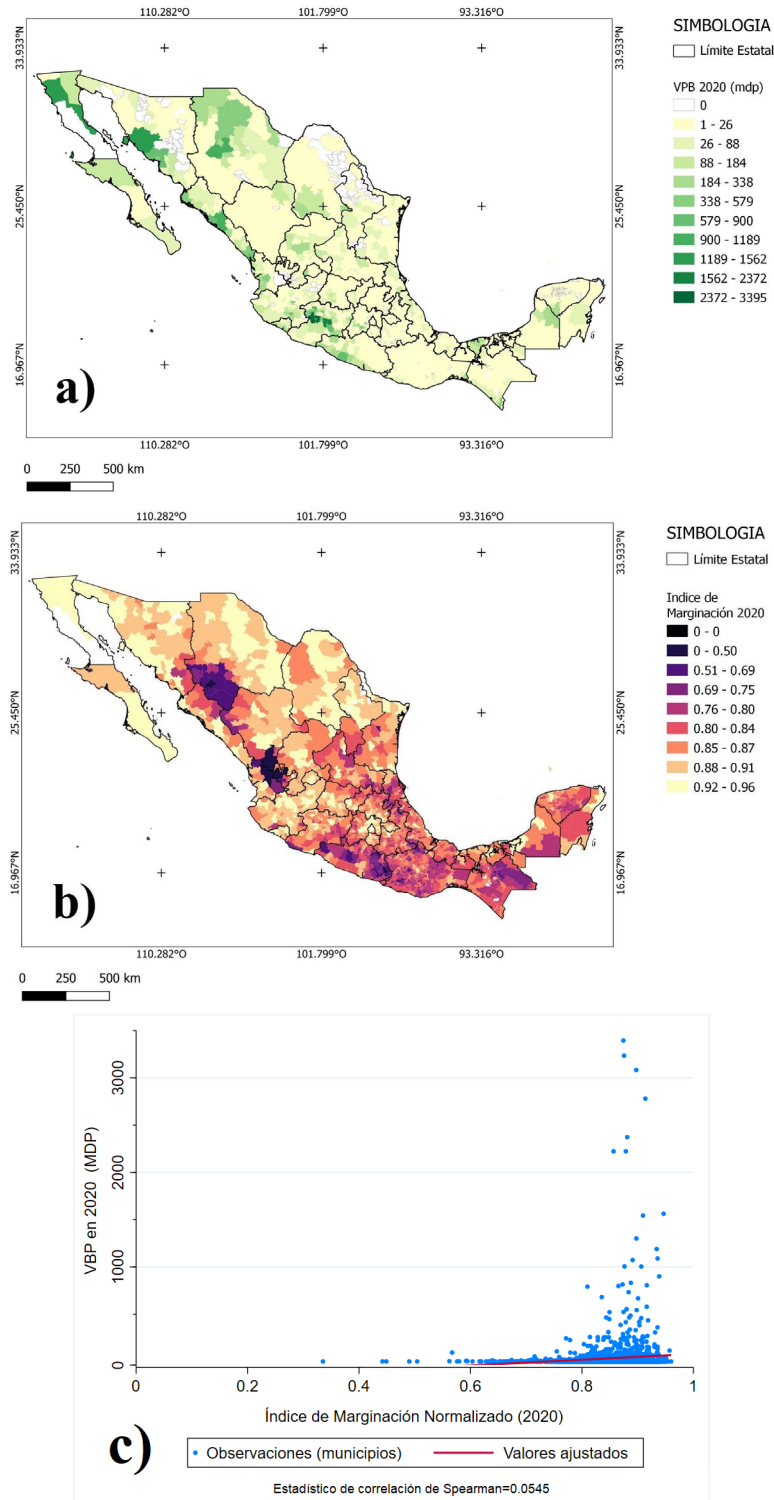 110.282°O
101.799°O
93.316°O
33.933°N
25.450°N
16.967°N
SIMBOLOGIA
Límite Estatal
VPB 2020 (mdp)
0
1 - 26
26 - 88
88 - 184
184 - 338
338 - 579
579 - 900
900 - 1189
1189 - 1562
1562 - 2372
2372 - 3395
33.933°N
25.450°N
16.967°N
a)
110.282°O
101.799°O
93.316°O
0 250 500 km
110.282°O
101.799°O
93.316°O
33.933°N
25.450°N
16.967°N
SIMBOLOGIA
Límite Estatal
Indice de
Marginación 2020
0 - 0
0 - 0.50
0.51 - 0.69
0.69 - 0.75
0.76 - 0.80
0.80 - 0.84
0.85 - 0.87
0.88 - 0.91
0.92 - 0.96
33.933°N
25.450°N
16.967°N
b)
110.282°O
101.799°O
93.316°O
0 250 500 km
VBP en 2020 (MDP)
3000
2000
1000
0
0 0.2 0.4 0.6 0.8 1
Índice de Marginación Normalizado (2020)
c)
Observaciones (municipios) Valores ajustados
Estadístico de correlación de Spearman=0.0545